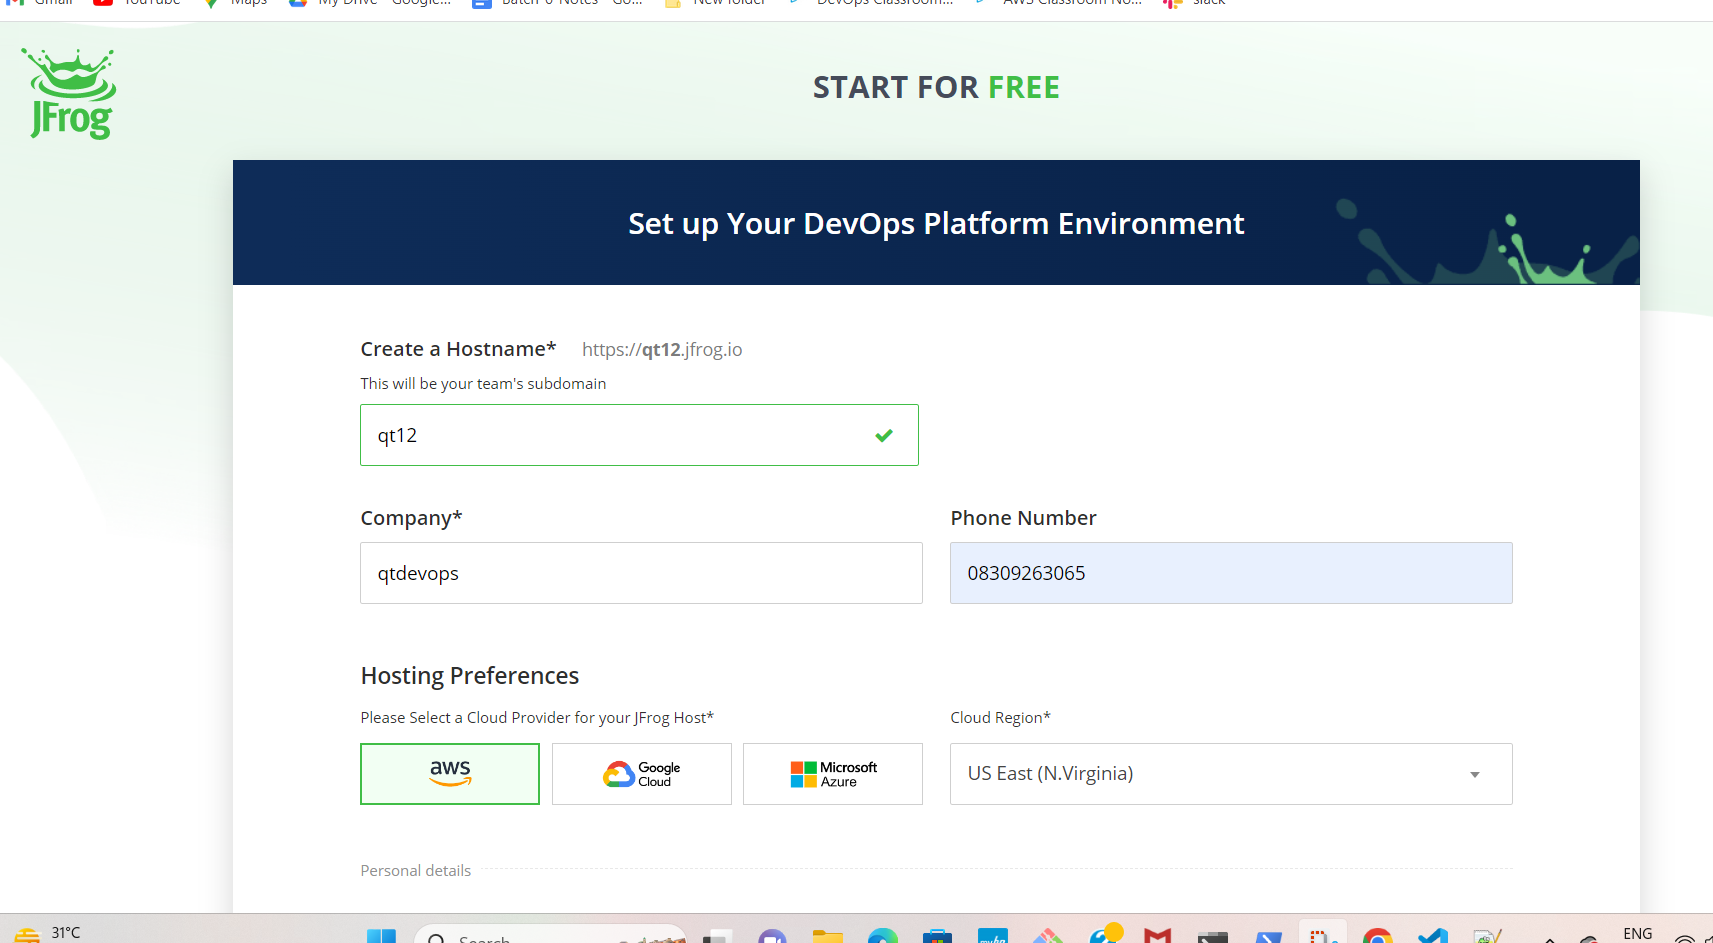 Gmail YouTube Maps My Drive - Google... Batch-6-Notes - Go... New folder DevOps Classroom... AWS Classroom No... slack
JFrog
START FOR FREE
Set up Your DevOps Platform Environment
Create a Hostname* https://qt12.jfrog.io
This will be your team's subdomain
qt12
Company* Phone Number
qtdevops 08309263065
Hosting Preferences
Please Select a Cloud Provider for your JFrog Host* Cloud Region*
aws Google Cloud Microsoft Azure US East (N.Virginia)
Personal details
31°C Search ENG